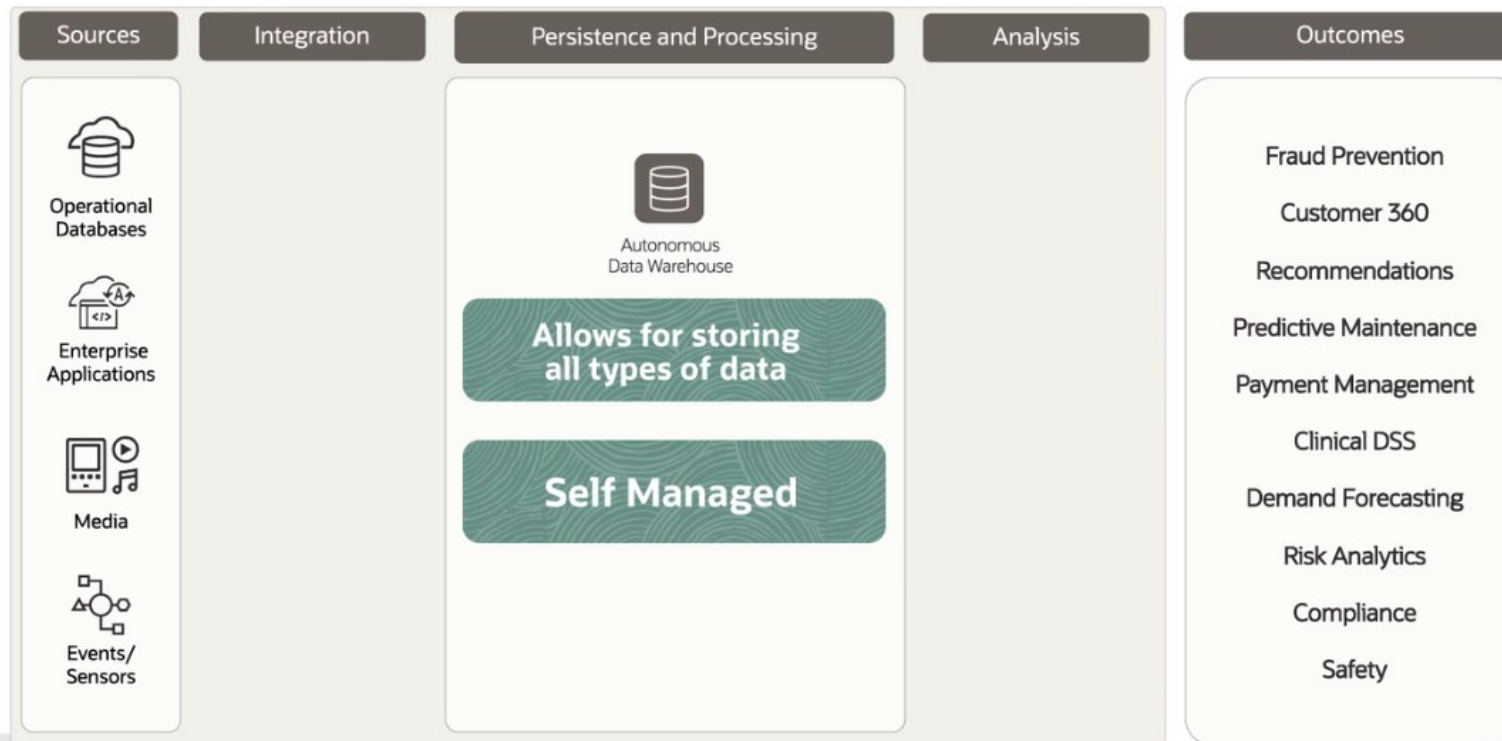 Sources
Integration
Persistence and Processing
Analysis
Outcomes
Operational
Databases
Enterprise
Applications
Media
Events/
Sensors
Autonomous
Data Warehouse
Allows for storing
all types of data
Self Managed
Fraud Prevention
Customer 360
Recommendations
Predictive Maintenance
Payment Management
Clinical DSS
Demand Forecasting
Risk Analytics
Compliance
Safety